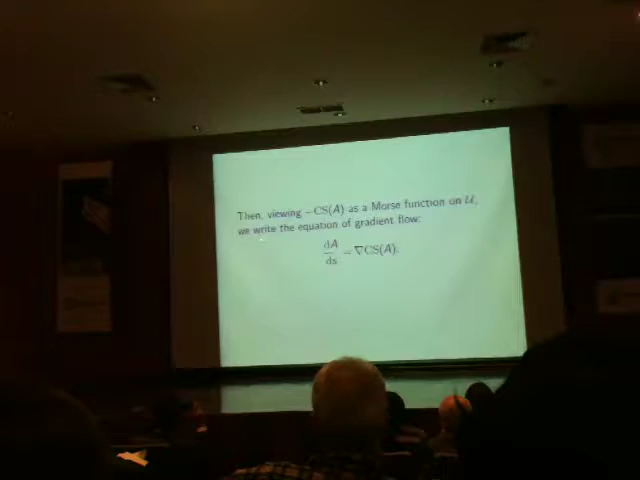 Then, viewing −CS(A) as a Morse function on 𝒰,
we write the equation of gradient flow:
dA/ds = ∇CS(A).